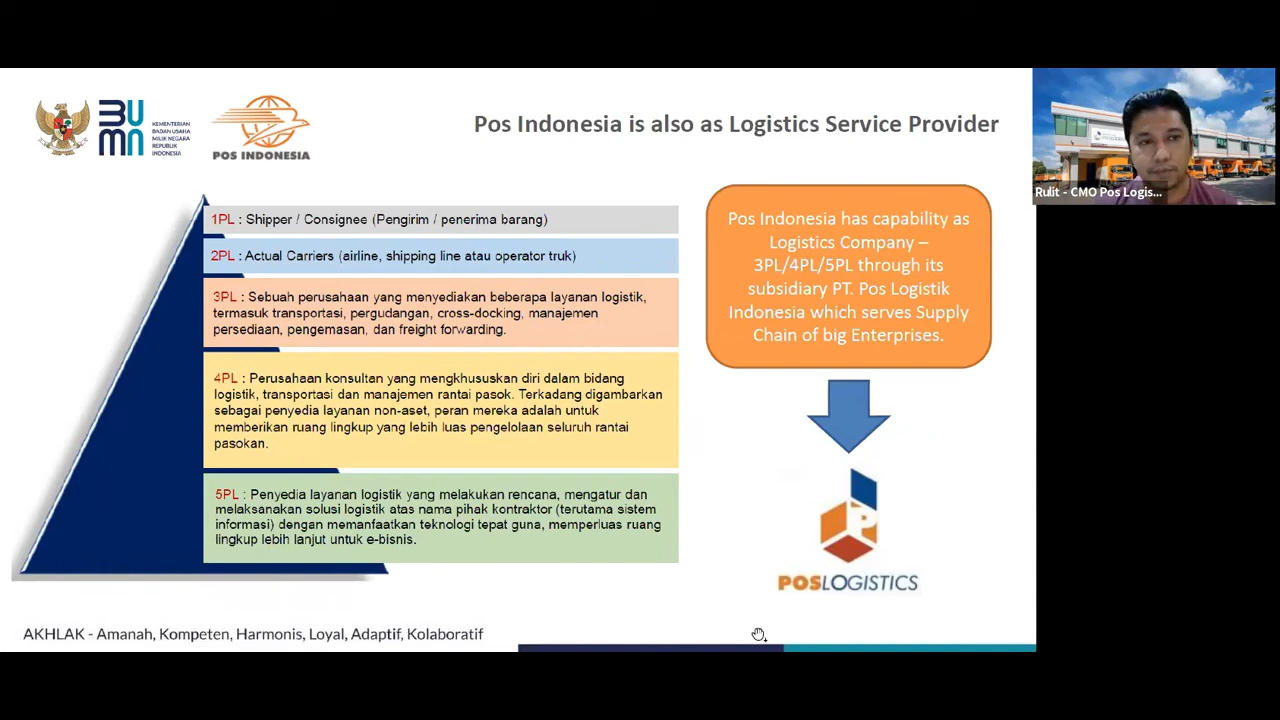 BUMN
KEMENTERIAN
BADAN USAHA
MILIK NEGARA
REPUBLIK
INDONESIA
POS INDONESIA
Pos Indonesia is also as Logistics Service Provider
Rulit - CMO Pos Logis...
1PL : Shipper / Consignee (Pengirim / penerima barang)
2PL : Actual Carriers (airline, shipping line atau operator truk)
3PL : Sebuah perusahaan yang menyediakan beberapa layanan logistik,
termasuk transportasi, pergudangan, cross-docking, manajemen
persediaan, pengemasan, dan freight forwarding.
4PL : Perusahaan konsultan yang mengkhususkan diri dalam bidang
logistik, transportasi dan manajemen rantai pasok. Terkadang digambarkan
sebagai penyedia layanan non-aset, peran mereka adalah untuk
memberikan ruang lingkup yang lebih luas pengelolaan seluruh rantai
pasokan.
5PL : Penyedia layanan logistik yang melakukan rencana, mengatur dan
melaksanakan solusi logistik atas nama pihak kontraktor (terutama sistem
informasi) dengan memanfaatkan teknologi tepat guna, memperluas ruang
lingkup lebih lanjut untuk e-bisnis.
Pos Indonesia has capability as
Logistics Company –
3PL/4PL/5PL through its
subsidiary PT. Pos Logistik
Indonesia which serves Supply
Chain of big Enterprises.
POSLOGISTICS
AKHLAK - Amanah, Kompeten, Harmonis, Loyal, Adaptif, Kolaboratif